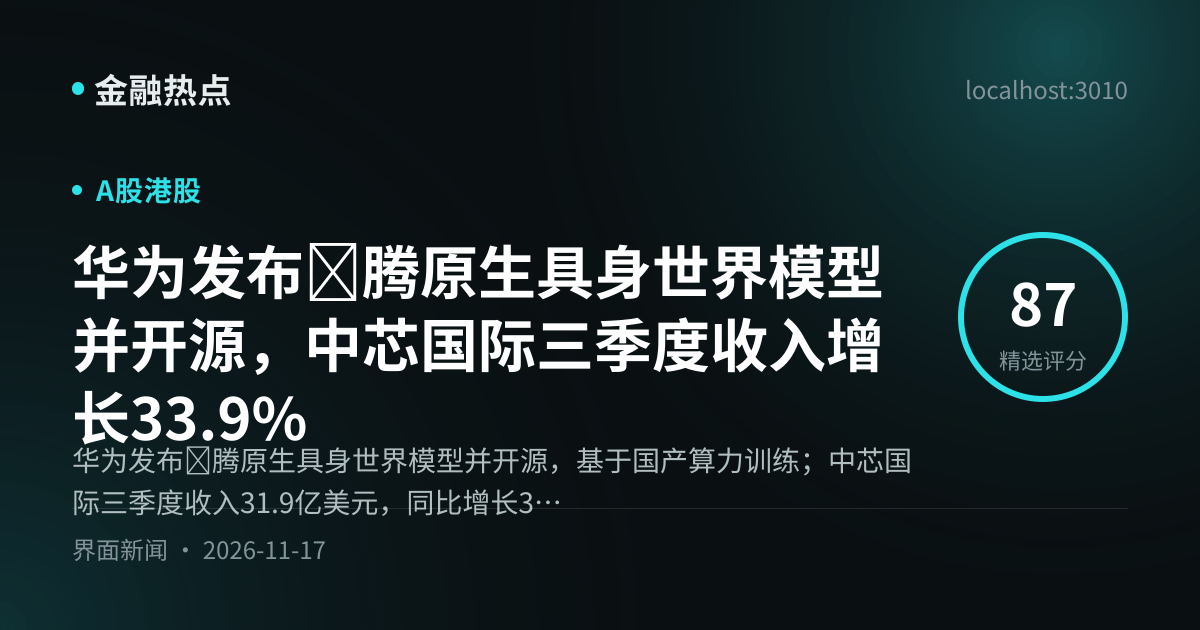 金融热点
localhost:3010
A股港股
华为发布腾原生具身世界模型
并开源，中芯国际三季度收入增
长33.9%
87
精选评分
华为发布腾原生具身世界模型并开源，基于国产算力训练；中芯国
际三季度收入31.9亿美元，同比增长3…
界面新闻 • 2026-11-17